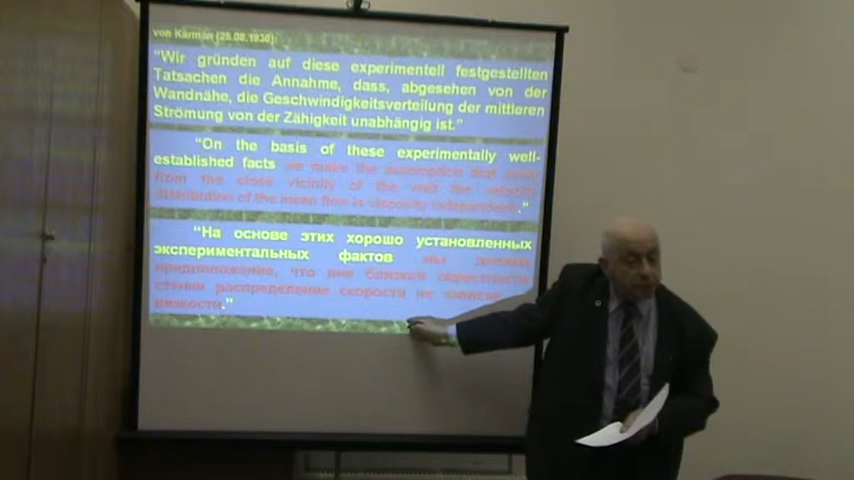 von Kármán (25.08.1930):
"Wir gründen auf diese experimentell festgestellten
Tatsachen die Annahme, dass, abgesehen von der
Wandnähe, die Geschwindigkeitsverteilung der mittleren
Strömung von der Zähigkeit unabhängig ist."
"On the basis of these experimentally well-
established facts we make the assumption that
from the close vicinity of the wall the velocity
distribution of the mean flow is viscosity independent."
"На основе этих хорошо установленных
экспериментальных фактов мы делаем
предположение, что вне близкой окрестности
стенки распределение скорости не зависит
вязкости."